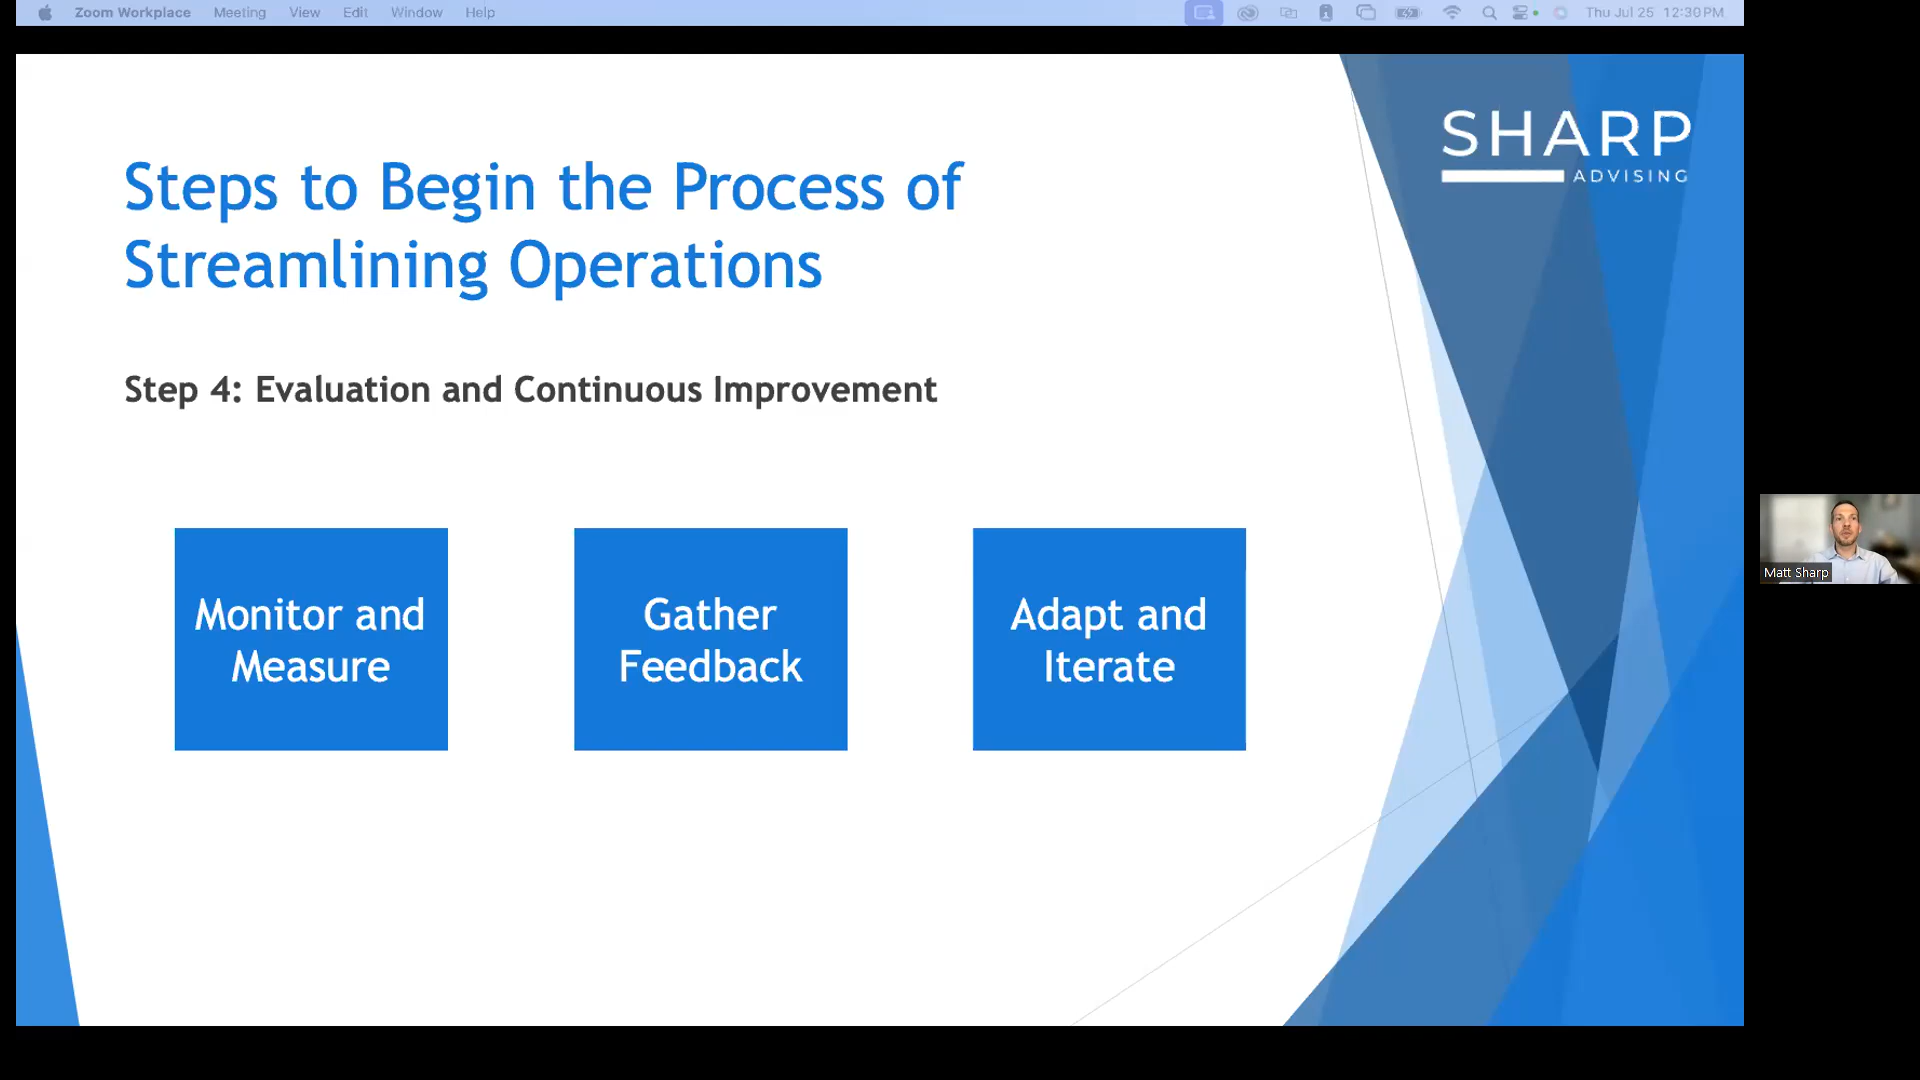 Zoom Workplace Meeting View Edit Window Help Thu Jul 25 12:30 PM
SHARP
ADVISING
Steps to Begin the Process of
Streamlining Operations
Step 4: Evaluation and Continuous Improvement
Monitor and
Measure
Gather
Feedback
Adapt and
Iterate
Matt Sharp